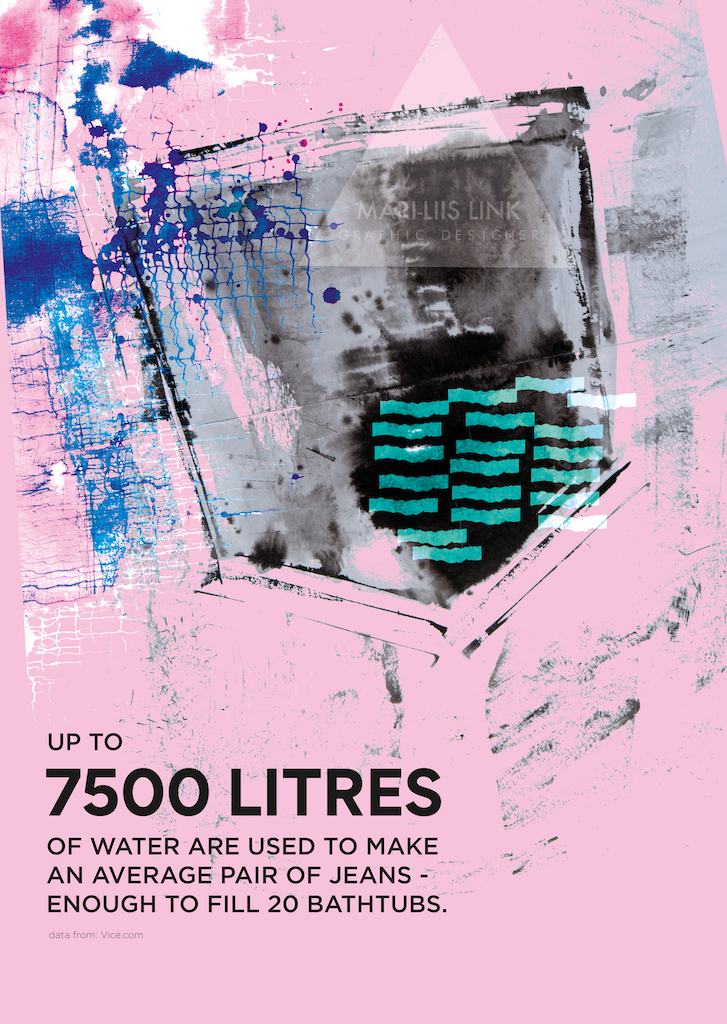 MARI-LIIS LINK
GRAPHIC DESIGNER
UP TO
7500 LITRES
OF WATER ARE USED TO MAKE
AN AVERAGE PAIR OF JEANS -
ENOUGH TO FILL 20 BATHTUBS.
data from: Vice.com